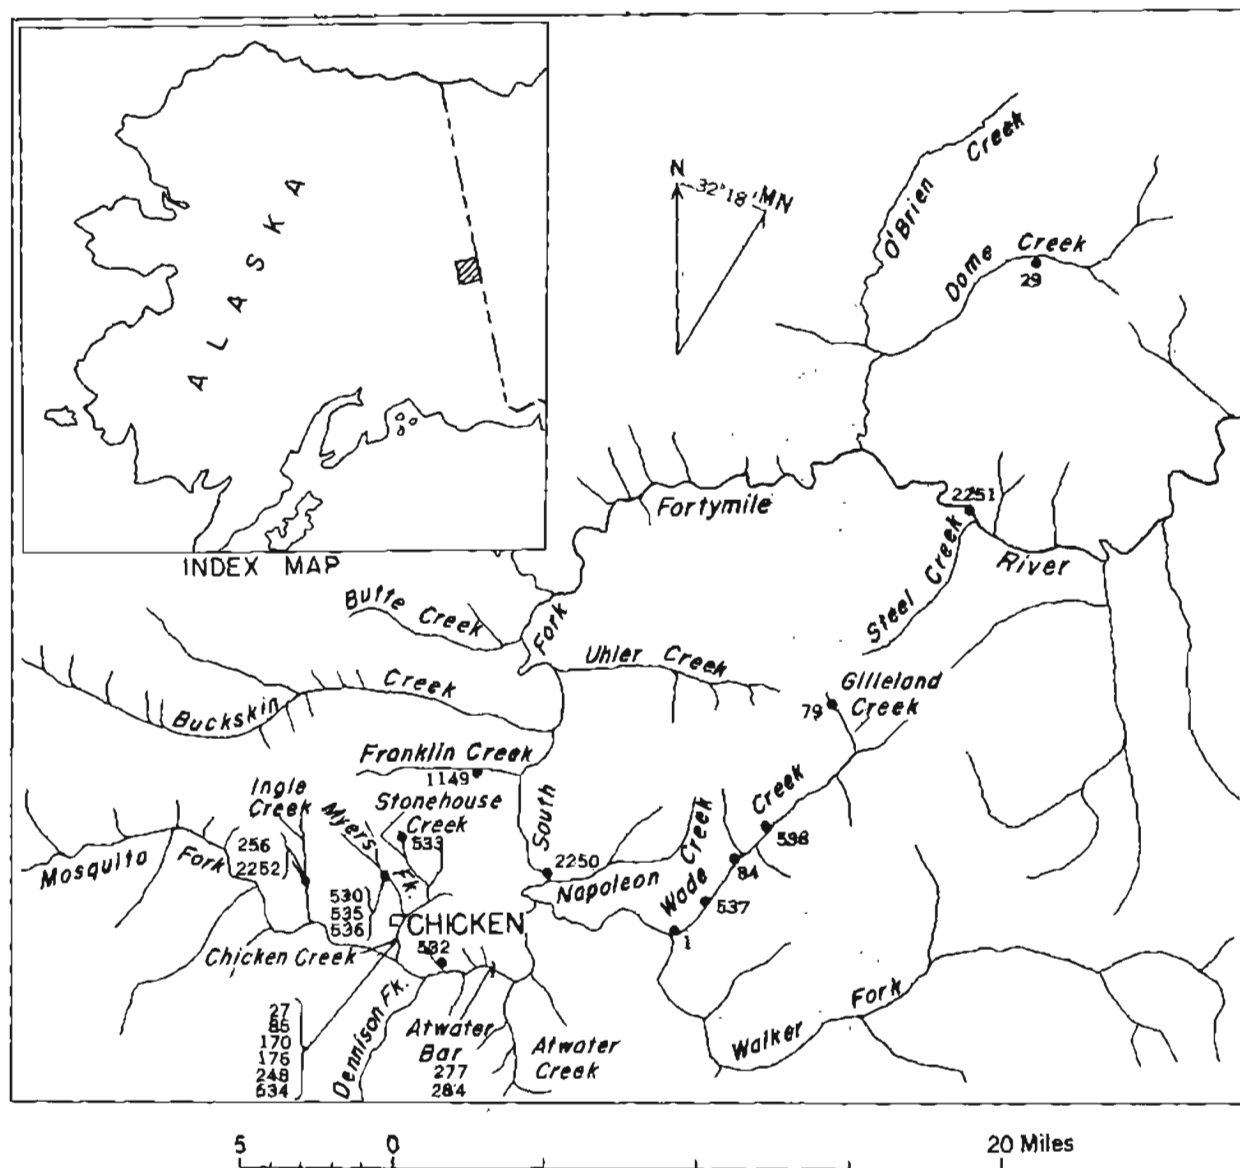 ALASKA
INDEX MAP
N
32°18' MN
O'Brien Creek
Dome Creek
29
Fortymile
2251
River
Steel Creek
Butte Creek
Fork
Uhler Creek
Gilleland
Creek
79
Buckskin Creek
Franklin Creek
1149
Ingle
Creek
Myers Fk.
Stonehouse
Creek
533
South
256
2252
Mosquito Fork
530
535
536
2250
Napoleon Creek
Wade Creek
538
84
537
1
CHICKEN
532
Chicken Creek
Dennison Fk.
27
85
170
176
248
534
Atwater
Bar
277
284
Atwater
Creek
Walker Fork
5 0 20 Miles